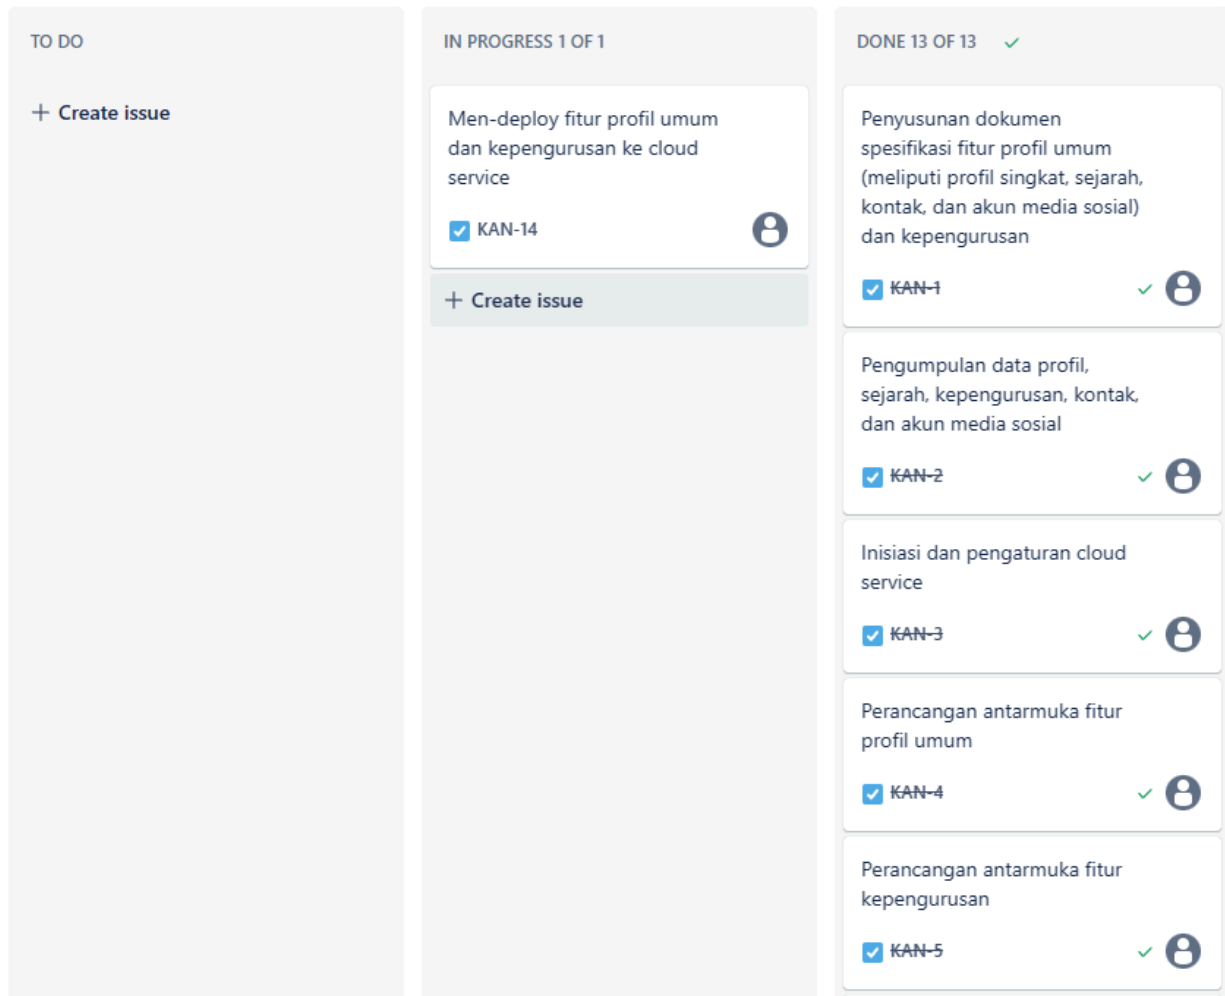 TO DO
+ Create issue
IN PROGRESS 1 OF 1
Men-deploy fitur profil umum
dan kepengurusan ke cloud
service
KAN-14
+ Create issue
DONE 13 OF 13
Penyusunan dokumen
spesifikasi fitur profil umum
(meliputi profil singkat, sejarah,
kontak, dan akun media sosial)
dan kepengurusan
KAN-1
Pengumpulan data profil,
sejarah, kepengurusan, kontak,
dan akun media sosial
KAN-2
Inisiasi dan pengaturan cloud
service
KAN-3
Perancangan antarmuka fitur
profil umum
KAN-4
Perancangan antarmuka fitur
kepengurusan
KAN-5